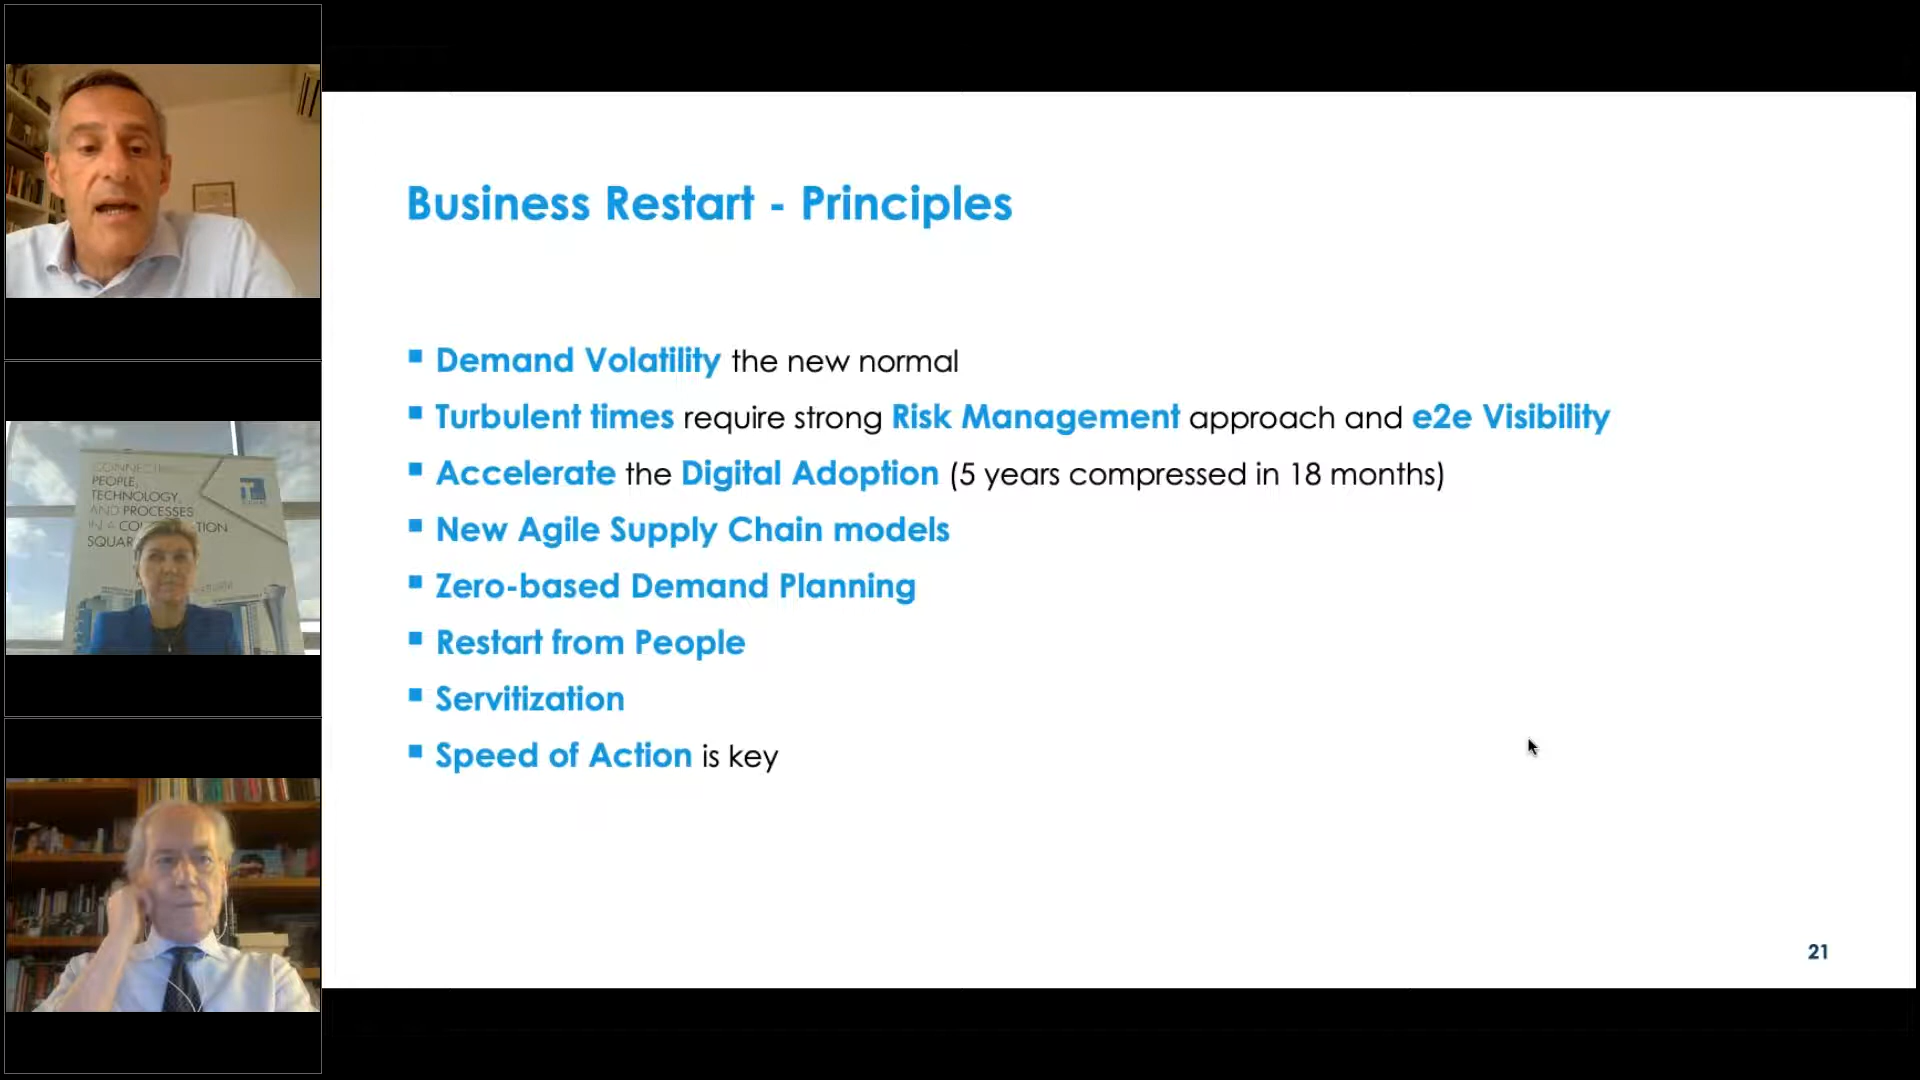 Business Restart - Principles
Demand Volatility the new normal
Turbulent times require strong Risk Management approach and e2e Visibility
Accelerate the Digital Adoption (5 years compressed in 18 months)
New Agile Supply Chain models
Zero-based Demand Planning
Restart from People
Servitization
Speed of Action is key
21
PEOPLE,
TECHNOLOGY,
AND PROCESSES
IN A